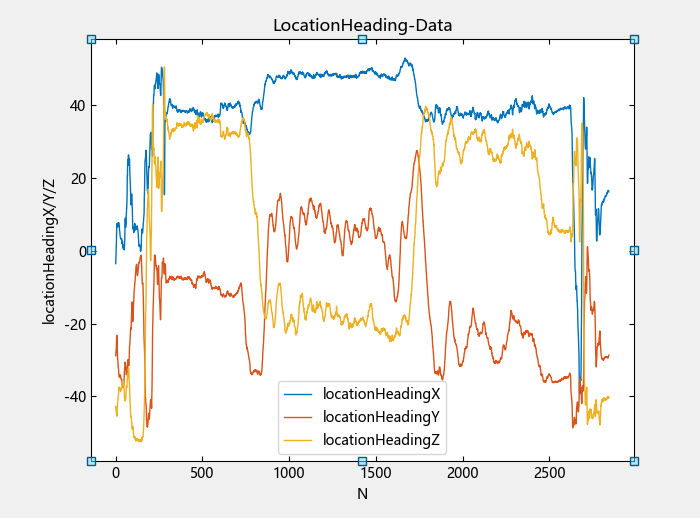 LocationHeading-Data
locationHeadingX/Y/Z
40
20
0
-20
-40
locationHeadingX
locationHeadingY
locationHeadingZ
0 500 1000 1500 2000 2500
N